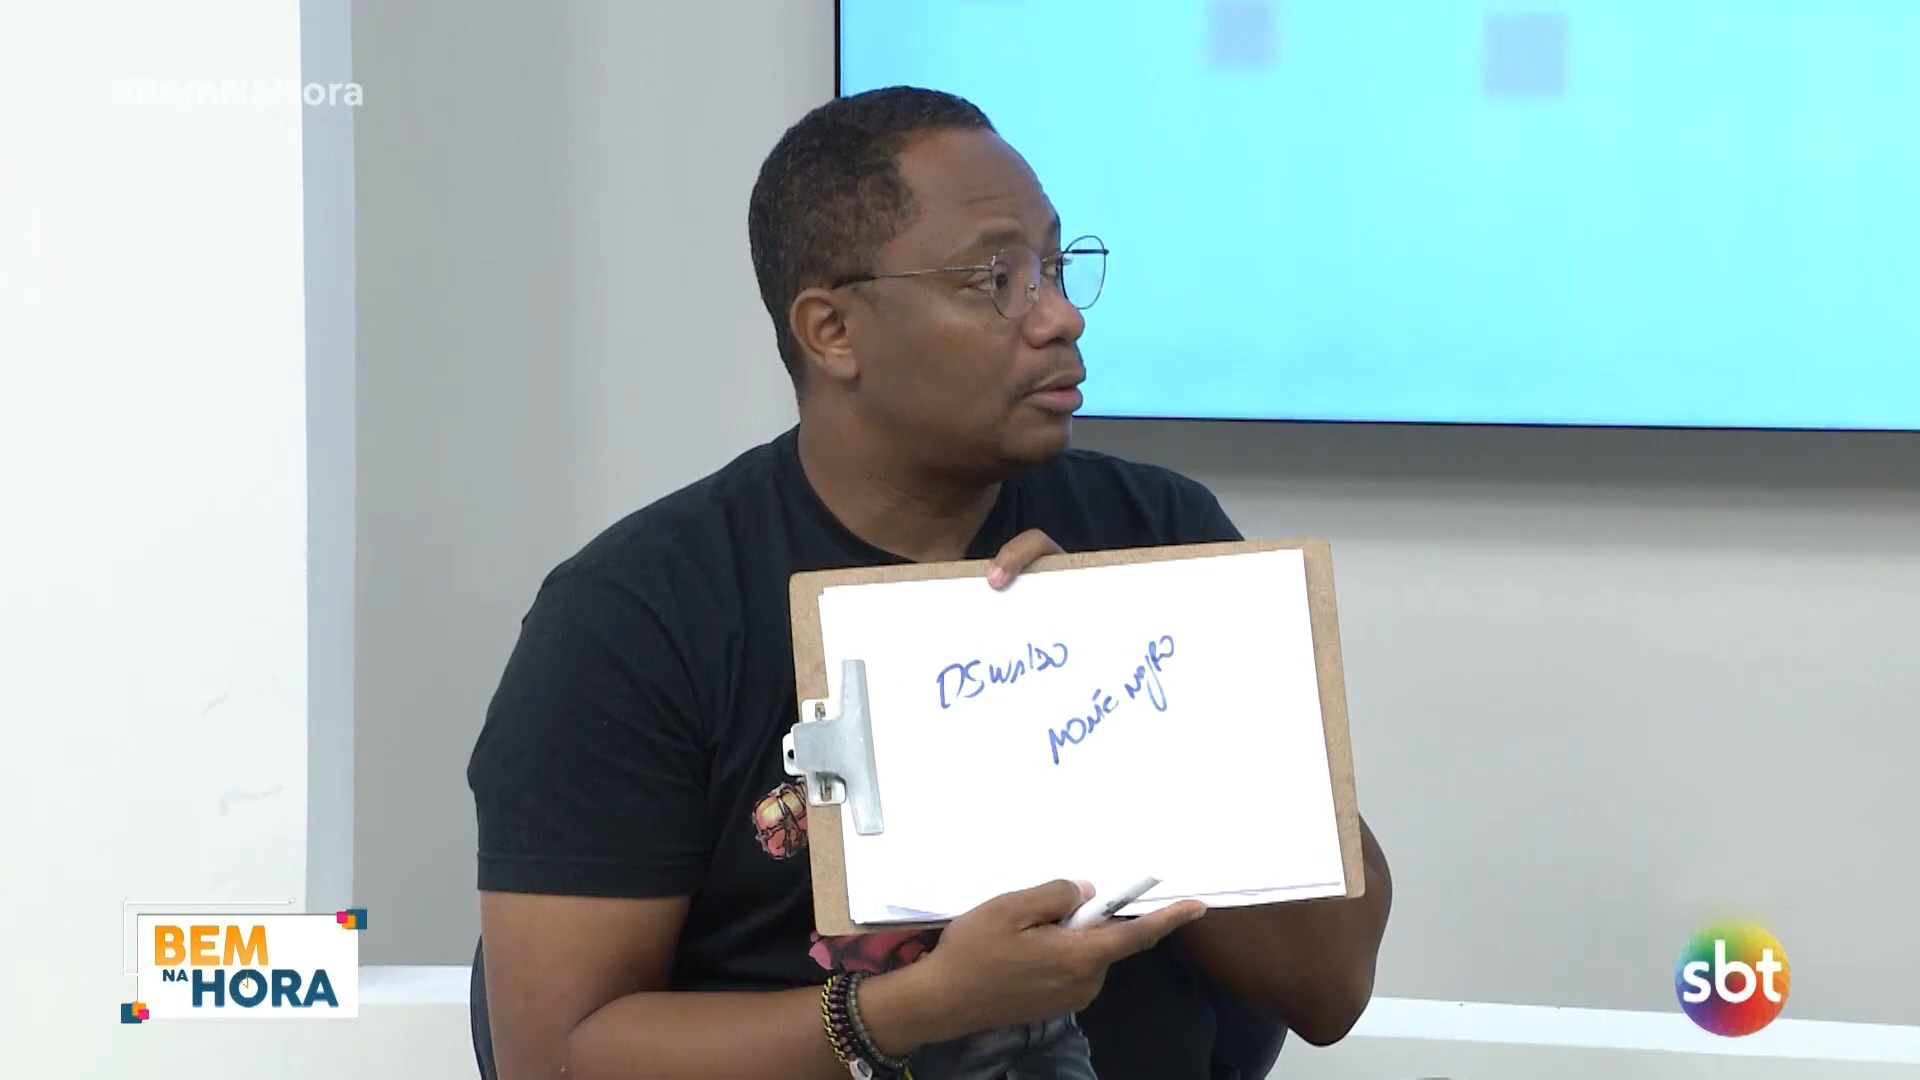 #BemNaHora
OSWALDO
MONTE NEGRO
BEM
NA HORA
sbt